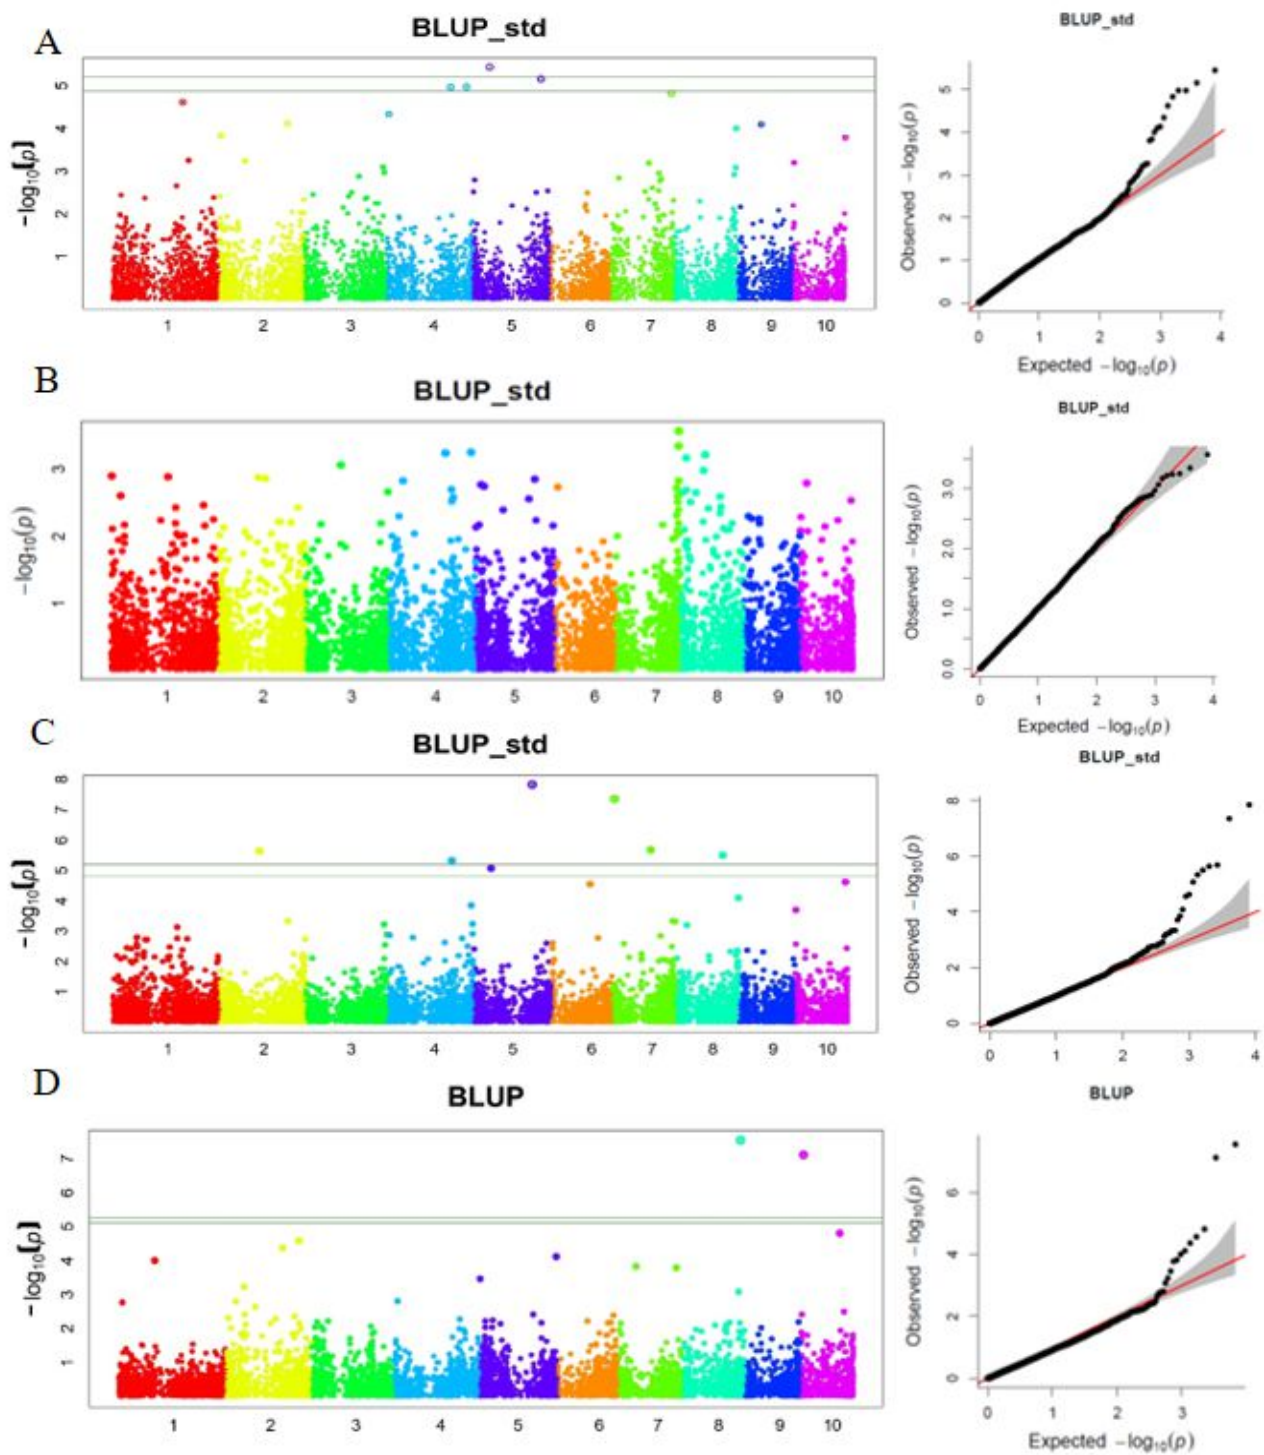 A
BLUP_std
−log10(p)
5
4
3
2
1
1 2 3 4 5 6 7 8 9 10
BLUP_std
Observed −log10(p)
5
4
3
2
1
0
0 1 2 3 4
Expected −log10(p)
B
BLUP_std
−log10(p)
3
2
1
1 2 3 4 5 6 7 8 9 10
BLUP_std
Observed −log10(p)
3.0
2.0
1.0
0.0
0 1 2 3 4
Expected −log10(p)
C
BLUP_std
−log10(p)
8
7
6
5
4
3
2
1
1 2 3 4 5 6 7 8 9 10
BLUP_std
Observed −log10(p)
8
6
4
2
0
0 1 2 3 4
D
BLUP
−log10(p)
7
6
5
4
3
2
1
1 2 3 4 5 6 7 8 9 10
BLUP
Observed −log10(p)
6
4
2
0
0 1 2 3
Expected −log10(p)